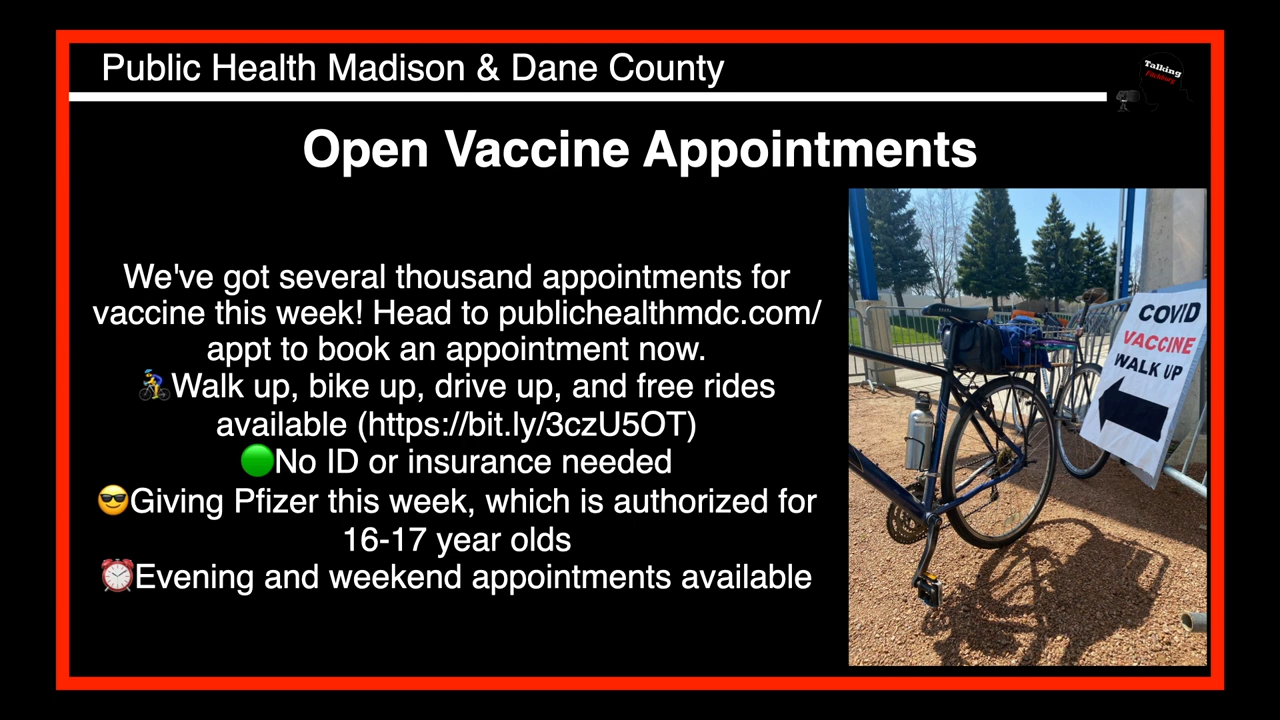 Public Health Madison & Dane County
Talking
Fitchburg
Open Vaccine Appointments
We've got several thousand appointments for
vaccine this week! Head to publichealthmdc.com/
appt to book an appointment now.
🚴Walk up, bike up, drive up, and free rides
available (https://bit.ly/3czU5OT)
🟢No ID or insurance needed
😎Giving Pfizer this week, which is authorized for
16-17 year olds
⏰Evening and weekend appointments available
COVID
VACCINE
WALK UP